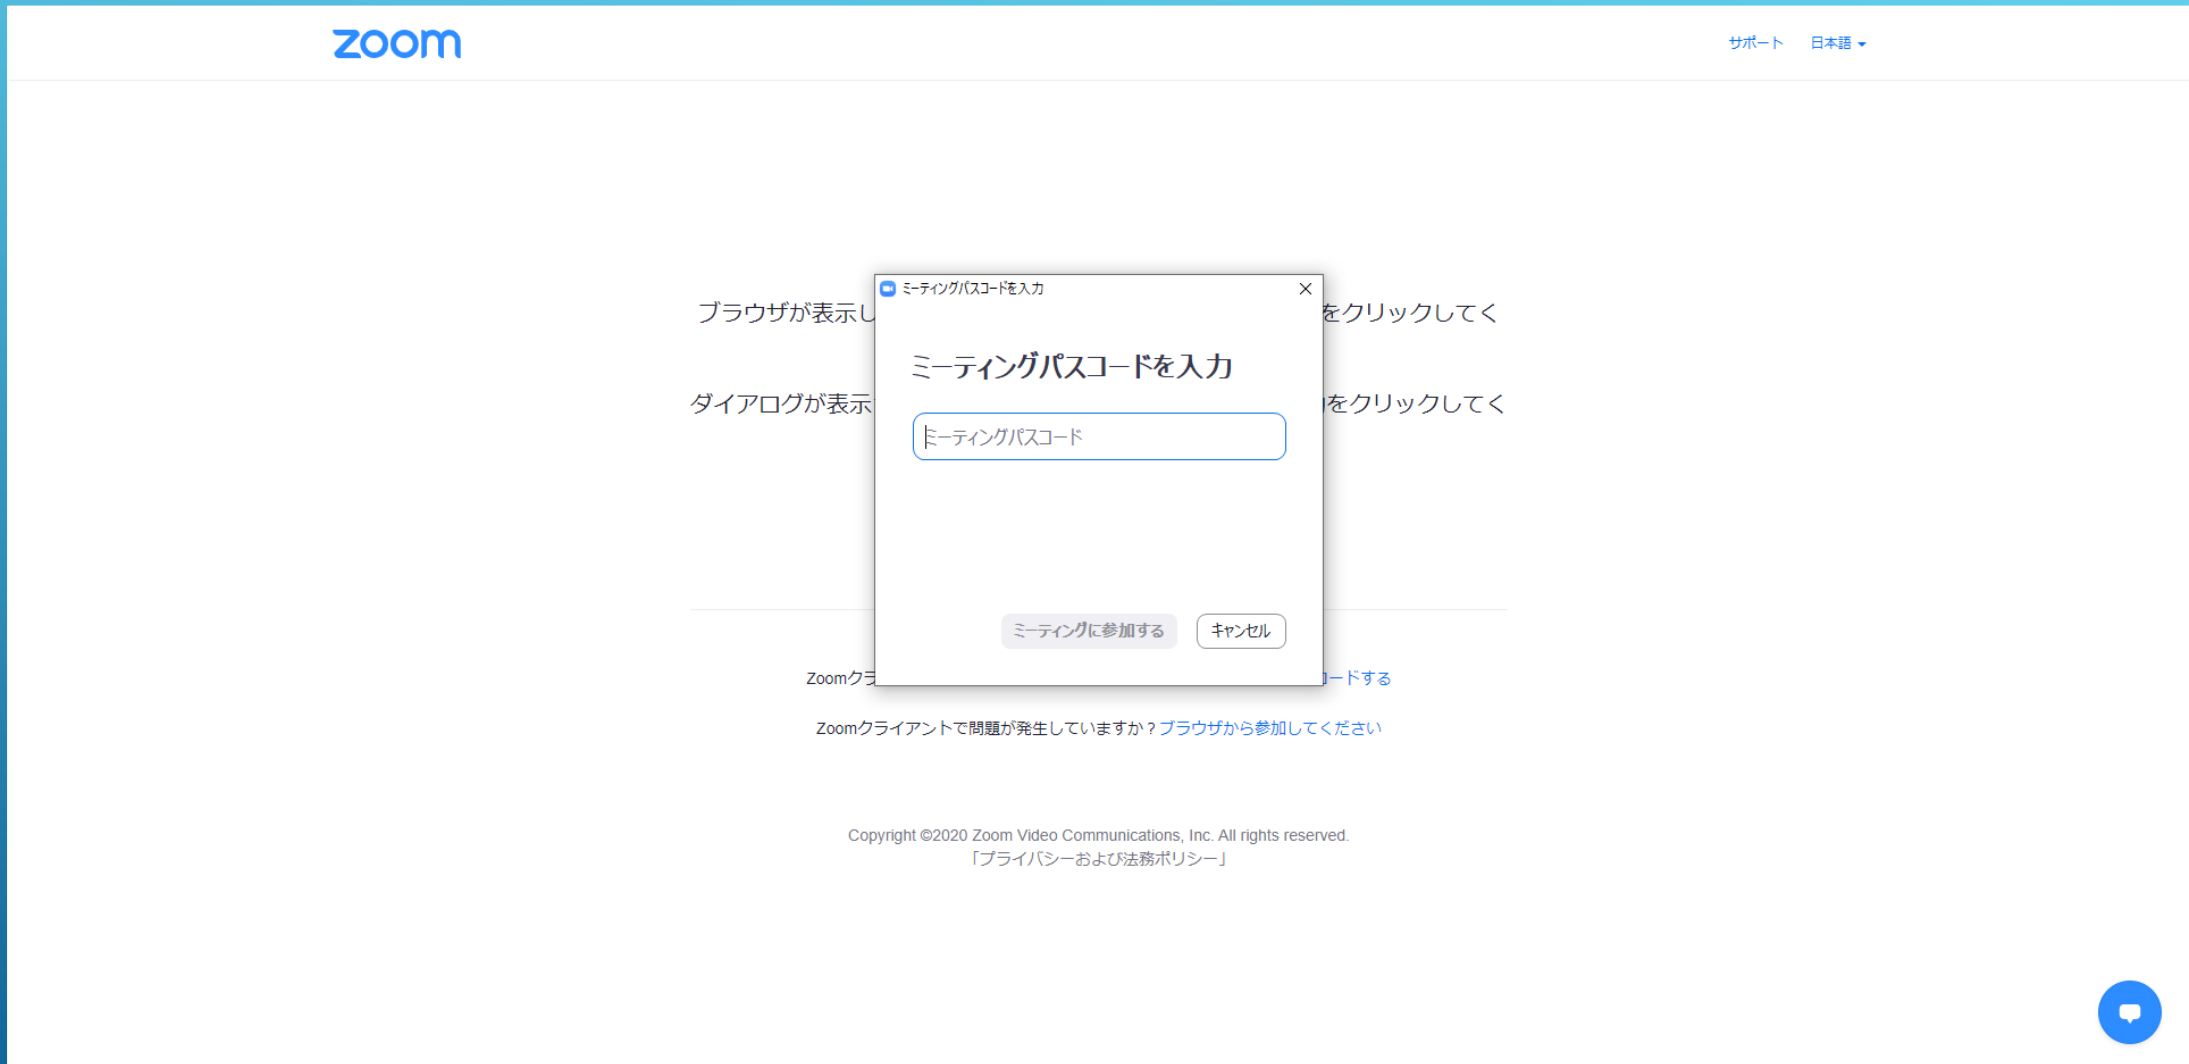 zoom
サポート 日本語
ミーティングパスコードを入力
ブラウザが表示し
をクリックしてく
ミーティングパスコードを入力
ダイアログが表示
をクリックしてく
ミーティングパスコード
ミーティングに参加する キャンセル
Zoomクラ
ードする
Zoomクライアントで問題が発生していますか？ブラウザから参加してください
Copyright ©2020 Zoom Video Communications, Inc. All rights reserved.
「プライバシーおよび法務ポリシー」